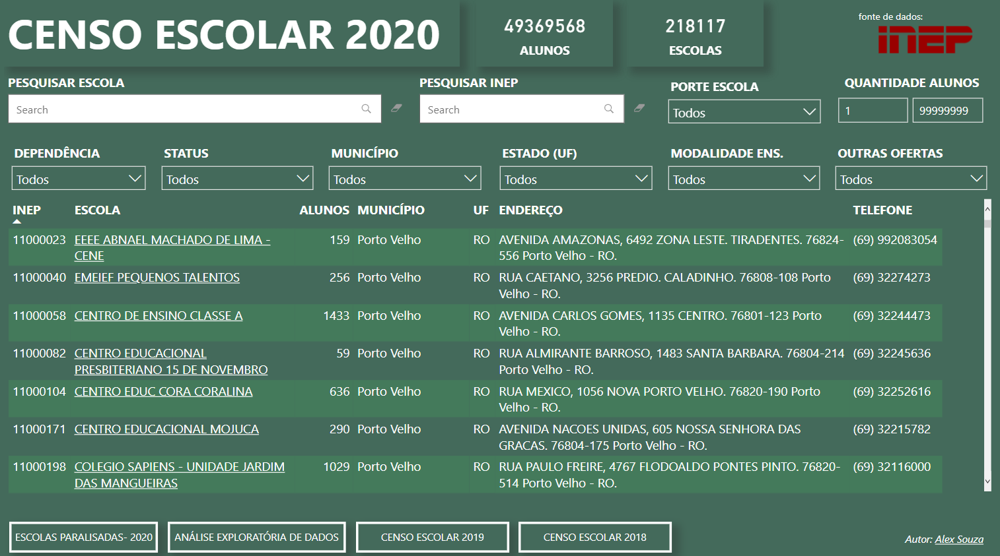 CENSO ESCOLAR 2020
49369568
ALUNOS
218117
ESCOLAS
fonte de dados:
INEP
PESQUISAR ESCOLA
Search
PESQUISAR INEP
Search
PORTE ESCOLA
Todos
QUANTIDADE ALUNOS
1
99999999
DEPENDÊNCIA
Todos
STATUS
Todos
MUNICÍPIO
Todos
ESTADO (UF)
Todos
MODALIDADE ENS.
Todos
OUTRAS OFERTAS
Todos
INEP ESCOLA ALUNOS MUNICÍPIO UF ENDEREÇO TELEFONE
11000023 EEEE ABNAEL MACHADO DE LIMA - 159 Porto Velho RO AVENIDA AMAZONAS, 6492 ZONA LESTE. TIRADENTES. 76824- (69) 992083054
CENE 556 Porto Velho - RO.
11000040 EMEIEF PEQUENOS TALENTOS 256 Porto Velho RO RUA CAETANO, 3256 PREDIO. CALADINHO. 76808-108 Porto (69) 32274273
Velho - RO.
11000058 CENTRO DE ENSINO CLASSE A 1433 Porto Velho RO AVENIDA CARLOS GOMES, 1135 CENTRO. 76801-123 Porto (69) 32244473
Velho - RO.
11000082 CENTRO EDUCACIONAL 59 Porto Velho RO RUA ALMIRANTE BARROSO, 1483 SANTA BARBARA. 76804-214 (69) 32245636
PRESBITERIANO 15 DE NOVEMBRO Porto Velho - RO.
11000104 CENTRO EDUC CORA CORALINA 636 Porto Velho RO RUA MEXICO, 1056 NOVA PORTO VELHO. 76820-190 Porto (69) 32252616
Velho - RO.
11000171 CENTRO EDUCACIONAL MOJUCA 290 Porto Velho RO AVENIDA NACOES UNIDAS, 605 NOSSA SENHORA DAS (69) 32215782
GRACAS. 76804-175 Porto Velho - RO.
11000198 COLEGIO SAPIENS - UNIDADE JARDIM 1029 Porto Velho RO RUA PAULO FREIRE, 4767 FLODOALDO PONTES PINTO. 76820- (69) 32116000
DAS MANGUEIRAS 514 Porto Velho - RO.
ESCOLAS PARALISADAS- 2020
ANÁLISE EXPLORATÓRIA DE DADOS
CENSO ESCOLAR 2019
CENSO ESCOLAR 2018
Autor: Alex Souza